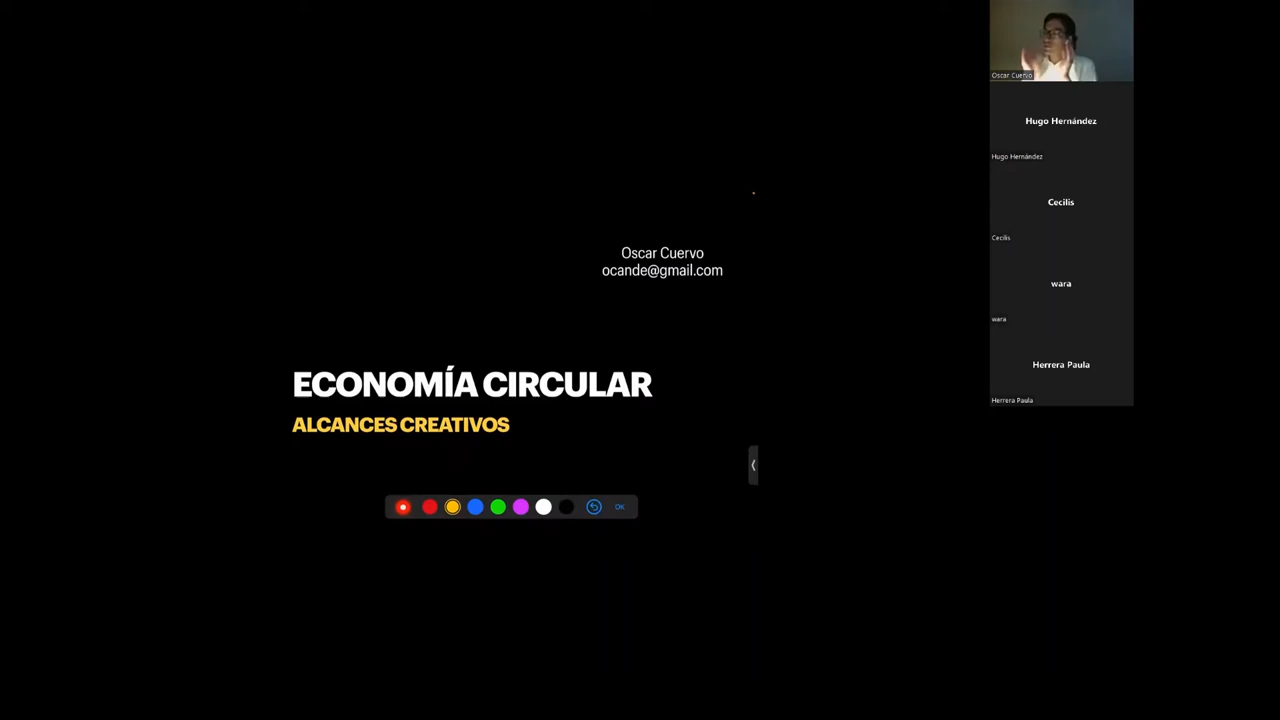 Oscar Cuervo
ocande@gmail.com
ECONOMÍA CIRCULAR
ALCANCES CREATIVOS
OK
Oscar Cuervo
Hugo Hernández
Hugo Hernández
Cecilis
Cecilis
wara
wara
Herrera Paula
Herrera Paula